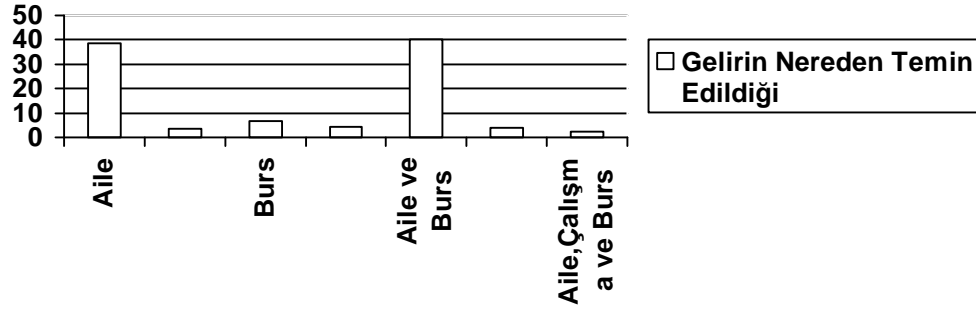 50
40
30
20
10
0
Aile
Burs
Aile ve
Burs
Aile,Çalışm
a ve Burs
Gelirin Nereden Temin
Edildiği